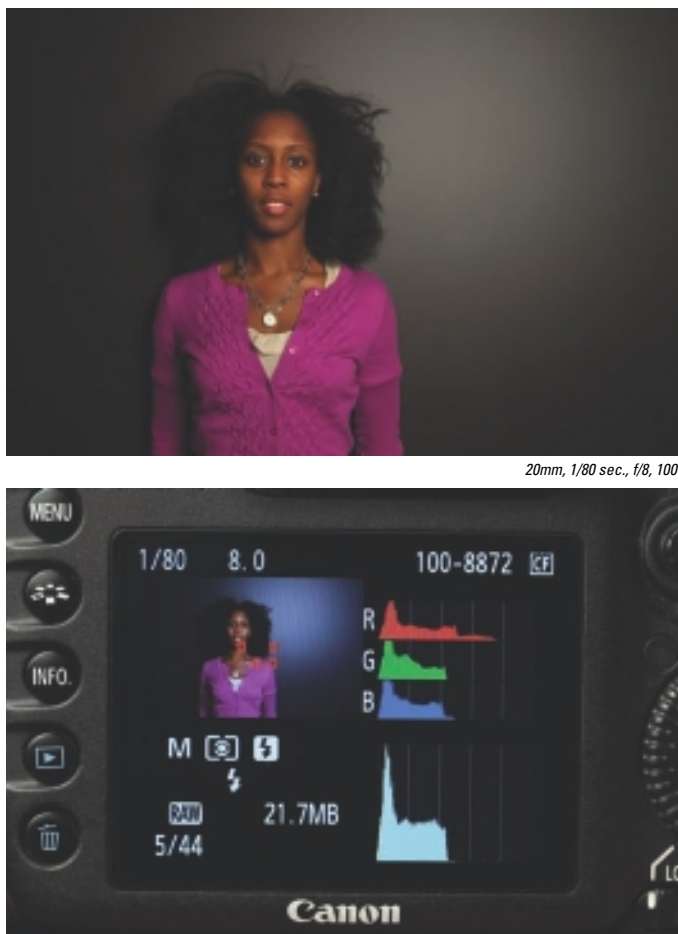 20mm, 1/80 sec., f/8, 100
MENU
1/80 8.0 100-8872 CF
R
INFO.
G
B
M
RAW 21.7MB
5/44
LO
Canon